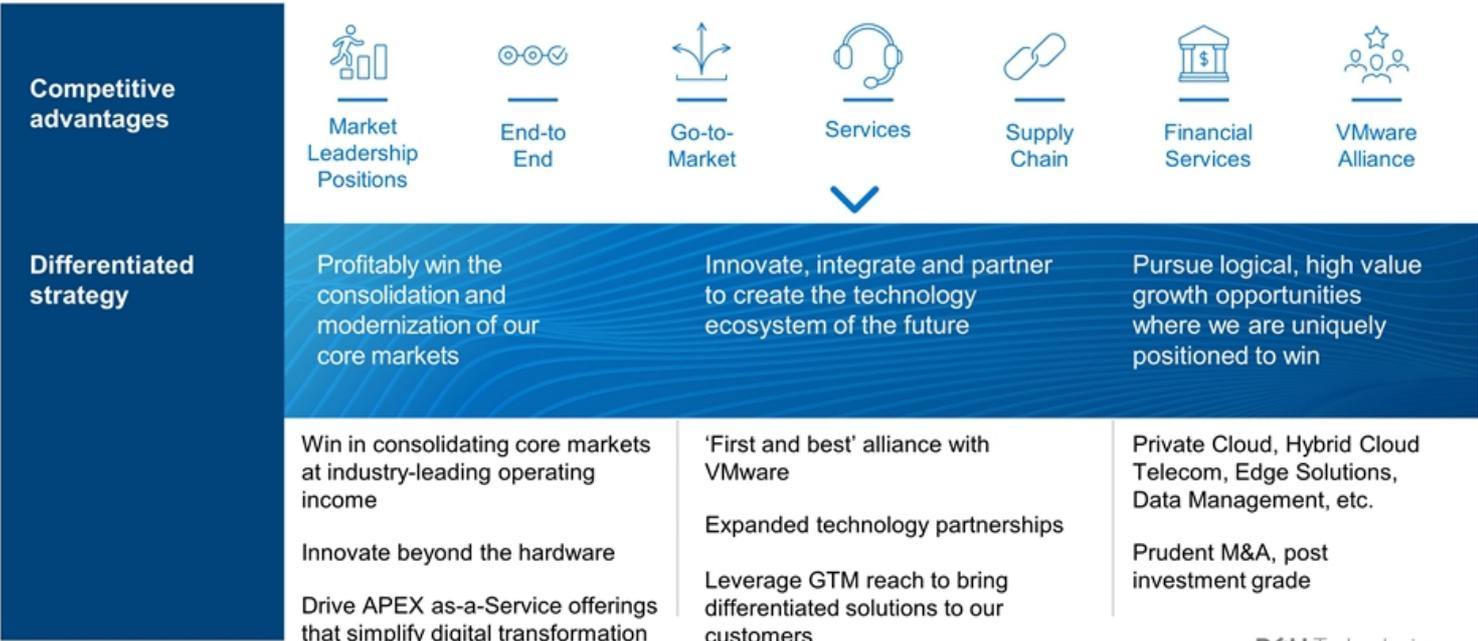 Competitive
advantages
Market
Leadership
Positions
End-to
End
Go-to-
Market
Services
Supply
Chain
$
Financial
Services
VMware
Alliance
Differentiated
strategy
Profitably win the
consolidation and
modernization of our
core markets
Innovate, integrate and partner
to create the technology
ecosystem of the future
Pursue logical, high value
growth opportunities
where we are uniquely
positioned to win
Win in consolidating core markets
at industry-leading operating
income
Innovate beyond the hardware
Drive APEX as-a-Service offerings
that simplify digital transformation
‘First and best’ alliance with
VMware
Expanded technology partnerships
Leverage GTM reach to bring
differentiated solutions to our
customers
Private Cloud, Hybrid Cloud
Telecom, Edge Solutions,
Data Management, etc.
Prudent M&A, post
investment grade